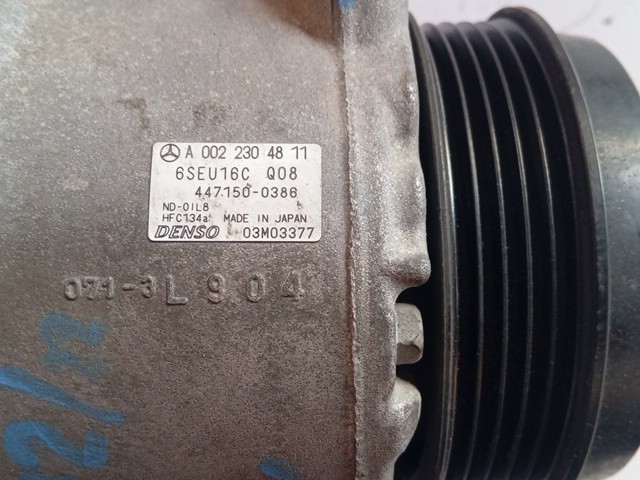 A 002 230 48 11
6SEU16C Q08
447150-0386
ND-OIL8
HFC134a MADE IN JAPAN
DENSO 03M03377
071-3L904